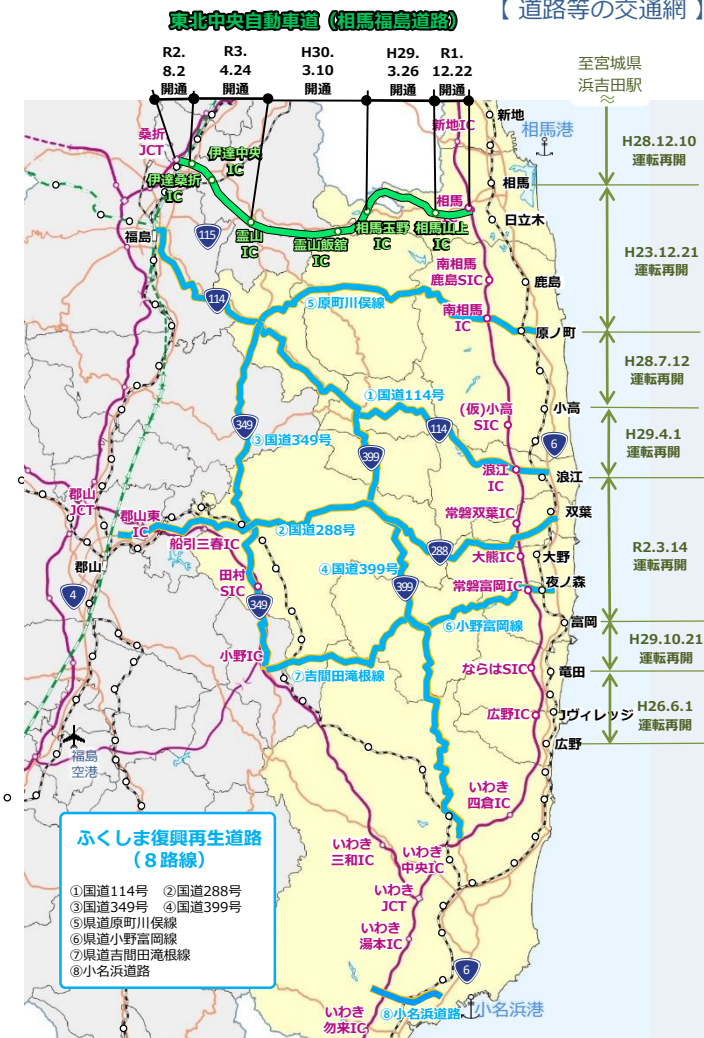 【 道路等の交通網 】
東北中央自動車道（相馬福島道路）
R2.
8.2
開通
R3.
4.24
開通
H30.
3.10
開通
H29.
3.26
開通
R1.
12.22
開通
至宮城県
浜吉田駅
≈
新地
新地IC
相馬港
H28.12.10
運転再開
桑折
JCT
伊達中央
IC
伊達桑折
IC
相馬
相馬
福島
115
霊山
IC
霊山飯舘
IC
相馬玉野
IC
相馬山上
IC
日立木
H23.12.21
運転再開
南相馬
鹿島SIC
鹿島
114
⑤原町川俣線
南相馬
IC
原ノ町
H28.7.12
運転再開
①国道114号
(仮)小高
SIC
小高
349
③国道349号
114
6
399
H29.4.1
運転再開
浪江
IC
浪江
郡山
JCT
郡山東
IC
船引三春IC
②国道288号
常磐双葉IC
双葉
288
大熊IC
大野
R2.3.14
運転再開
郡山
4
田村
SIC
④国道399号
399
常磐富岡IC
夜ノ森
349
⑥小野富岡線
富岡
小野IC
⑦吉間田滝根線
ならはSIC
竜田
H29.10.21
運転再開
広野IC
Jヴィレッジ
H26.6.1
運転再開
広野
福島
空港
いわき
四倉IC
ふくしま復興再生道路
（８路線）
①国道114号　②国道288号
③国道349号　④国道399号
⑤県道原町川俣線
⑥県道小野富岡線
⑦県道吉間田滝根線
⑧小名浜道路
いわき
三和IC
いわき
中央IC
いわき
JCT
いわき
湯本IC
6
⑧小名浜道路
小名浜港
いわき
勿来IC